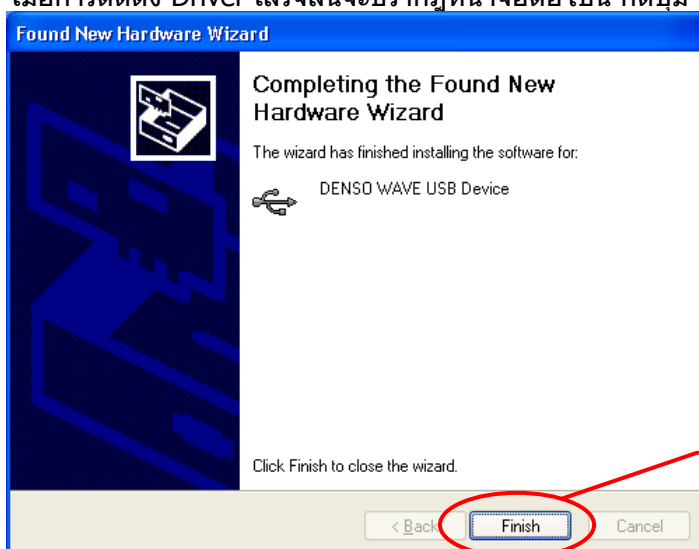 Driver
Found New Hardware Wizard
Completing the Found New
Hardware Wizard
The wizard has finished installing the software for:
DENSO WAVE USB Device
Click Finish to close the wizard.
< Back
Finish
Cancel